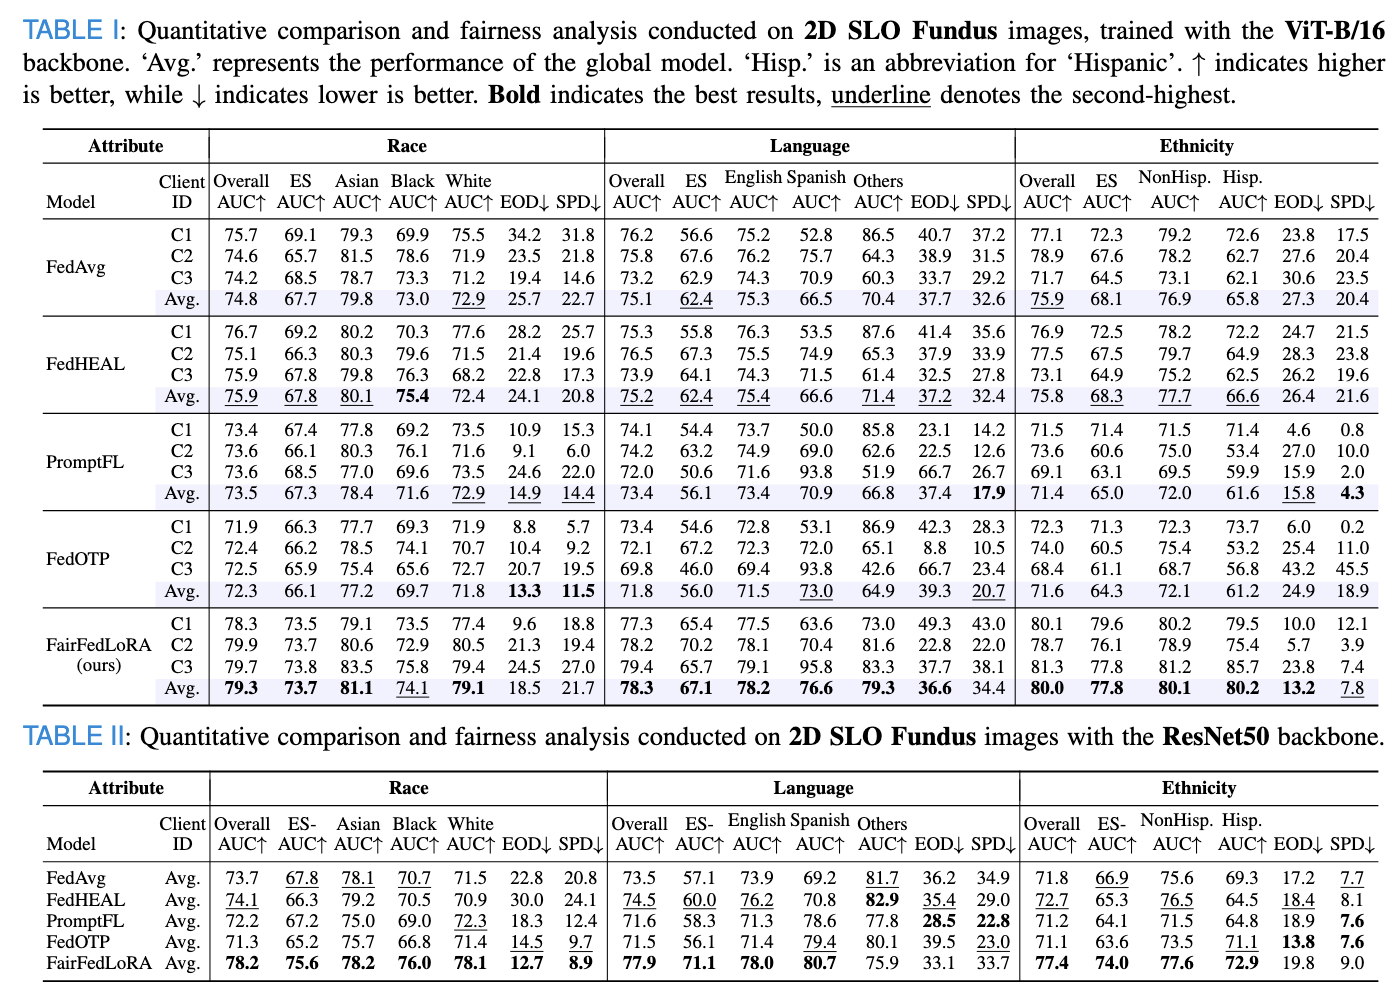 TABLE I: Quantitative comparison and fairness analysis conducted on 2D SLO Fundus images, trained with the ViT-B/16
backbone. ‘Avg.’ represents the performance of the global model. ‘Hisp.’ is an abbreviation for ‘Hispanic’. ↑ indicates higher
is better, while ↓ indicates lower is better. Bold indicates the best results, underline denotes the second-highest.
Attribute Race Language Ethnicity
Client Overall ES Asian Black White Overall ES English Spanish Others Overall ES NonHisp. Hisp.
Model ID AUC↑ AUC↑ AUC↑ AUC↑ AUC↑ EOD↓ SPD↓ AUC↑ AUC↑ AUC↑ AUC↑ AUC↑ EOD↓ SPD↓ AUC↑ AUC↑ AUC↑ AUC↑ EOD↓ SPD↓
C1 75.7 69.1 79.3 69.9 75.5 34.2 31.8 76.2 56.6 75.2 52.8 86.5 40.7 37.2 77.1 72.3 79.2 72.6 23.8 17.5
C2 74.6 65.7 81.5 78.6 71.9 23.5 21.8 75.8 67.6 76.2 75.7 64.3 38.9 31.5 78.9 67.6 78.2 62.7 27.6 20.4
FedAvg
C3 74.2 68.5 78.7 73.3 71.2 19.4 14.6 73.2 62.9 74.3 70.9 60.3 33.7 29.2 71.7 64.5 73.1 62.1 30.6 23.5
Avg. 74.8 67.7 79.8 73.0 72.9 25.7 22.7 75.1 62.4 75.3 66.5 70.4 37.7 32.6 75.9 68.1 76.9 65.8 27.3 20.4
C1 76.7 69.2 80.2 70.3 77.6 28.2 25.7 75.3 55.8 76.3 53.5 87.6 41.4 35.6 76.9 72.5 78.2 72.2 24.7 21.5
C2 75.1 66.3 80.3 79.6 71.5 21.4 19.6 76.5 67.3 75.5 74.9 65.3 37.9 33.9 77.5 67.5 79.7 64.9 28.3 23.8
FedHEAL
C3 75.9 67.8 79.8 76.3 68.2 22.8 17.3 73.9 64.1 74.3 71.5 61.4 32.5 27.8 73.1 64.9 75.2 62.5 26.2 19.6
Avg. 75.9 67.8 80.1 75.4 72.4 24.1 20.8 75.2 62.4 75.4 66.6 71.4 37.2 32.4 75.8 68.3 77.7 66.6 26.4 21.6
C1 73.4 67.4 77.8 69.2 73.5 10.9 15.3 74.1 54.4 73.7 50.0 85.8 23.1 14.2 71.5 71.4 71.5 71.4 4.6 0.8
C2 73.6 66.1 80.3 76.1 71.6 9.1 6.0 74.2 63.2 74.9 69.0 62.6 22.5 12.6 73.6 60.6 75.0 53.4 27.0 10.0
PromptFL
C3 73.6 68.5 77.0 69.6 73.5 24.6 22.0 72.0 50.6 71.6 93.8 51.9 66.7 26.7 69.1 63.1 69.5 59.9 15.9 2.0
Avg. 73.5 67.3 78.4 71.6 72.9 14.9 14.4 73.4 56.1 73.4 70.9 66.8 37.4 17.9 71.4 65.0 72.0 61.6 15.8 4.3
C1 71.9 66.3 77.7 69.3 71.9 8.8 5.7 73.4 54.6 72.8 53.1 86.9 42.3 28.3 72.3 71.3 72.3 73.7 6.0 0.2
C2 72.4 66.2 78.5 74.1 70.7 10.4 9.2 72.1 67.2 72.3 72.0 65.1 8.8 10.5 74.0 60.5 75.4 53.2 25.4 11.0
FedOTP
C3 72.5 65.9 75.4 65.6 72.7 20.7 19.5 69.8 46.0 69.4 93.8 42.6 66.7 23.4 68.4 61.1 68.7 56.8 43.2 45.5
Avg. 72.3 66.1 77.2 69.7 71.8 13.3 11.5 71.8 56.0 71.5 73.0 64.9 39.3 20.7 71.6 64.3 72.1 61.2 24.9 18.9
C1 78.3 73.5 79.1 73.5 77.4 9.6 18.8 77.3 65.4 77.5 63.6 73.0 49.3 43.0 80.1 79.6 80.2 79.5 10.0 12.1
FairFedLoRA C2 79.9 73.7 80.6 72.9 80.5 21.3 19.4 78.2 70.2 78.1 70.4 81.6 22.8 22.0 78.7 76.1 78.9 75.4 5.7 3.9
(ours) C3 79.7 73.8 83.5 75.8 79.4 24.5 27.0 79.4 65.7 79.1 95.8 83.3 37.7 38.1 81.3 77.8 81.2 85.7 23.8 7.4
Avg. 79.3 73.7 81.1 74.1 79.1 18.5 21.7 78.3 67.1 78.2 76.6 79.3 36.6 34.4 80.0 77.8 80.1 80.2 13.2 7.8
TABLE II: Quantitative comparison and fairness analysis conducted on 2D SLO Fundus images with the ResNet50 backbone.
Attribute Race Language Ethnicity
Client Overall ES- Asian Black White Overall ES- English Spanish Others Overall ES- NonHisp. Hisp.
Model ID AUC↑ AUC↑ AUC↑ AUC↑ AUC↑ EOD↓ SPD↓ AUC↑ AUC↑ AUC↑ AUC↑ AUC↑ EOD↓ SPD↓ AUC↑ AUC↑ AUC↑ AUC↑ EOD↓ SPD↓
FedAvg Avg. 73.7 67.8 78.1 70.7 71.5 22.8 20.8 73.5 57.1 73.9 69.2 81.7 36.2 34.9 71.8 66.9 75.6 69.3 17.2 7.7
FedHEAL Avg. 74.1 66.3 79.2 70.5 70.9 30.0 24.1 74.5 60.0 76.2 70.8 82.9 35.4 29.0 72.7 65.3 76.5 64.5 18.4 8.1
PromptFL Avg. 72.2 67.2 75.0 69.0 72.3 18.3 12.4 71.6 58.3 71.3 78.6 77.8 28.5 22.8 71.2 64.1 71.5 64.8 18.9 7.6
FedOTP Avg. 71.3 65.2 75.7 66.8 71.4 14.5 9.7 71.5 56.1 71.4 79.4 80.1 39.5 23.0 71.1 63.6 73.5 71.1 13.8 7.6
FairFedLoRA Avg. 78.2 75.6 78.2 76.0 78.1 12.7 8.9 77.9 71.1 78.0 80.7 75.9 33.1 33.7 77.4 74.0 77.6 72.9 19.8 9.0